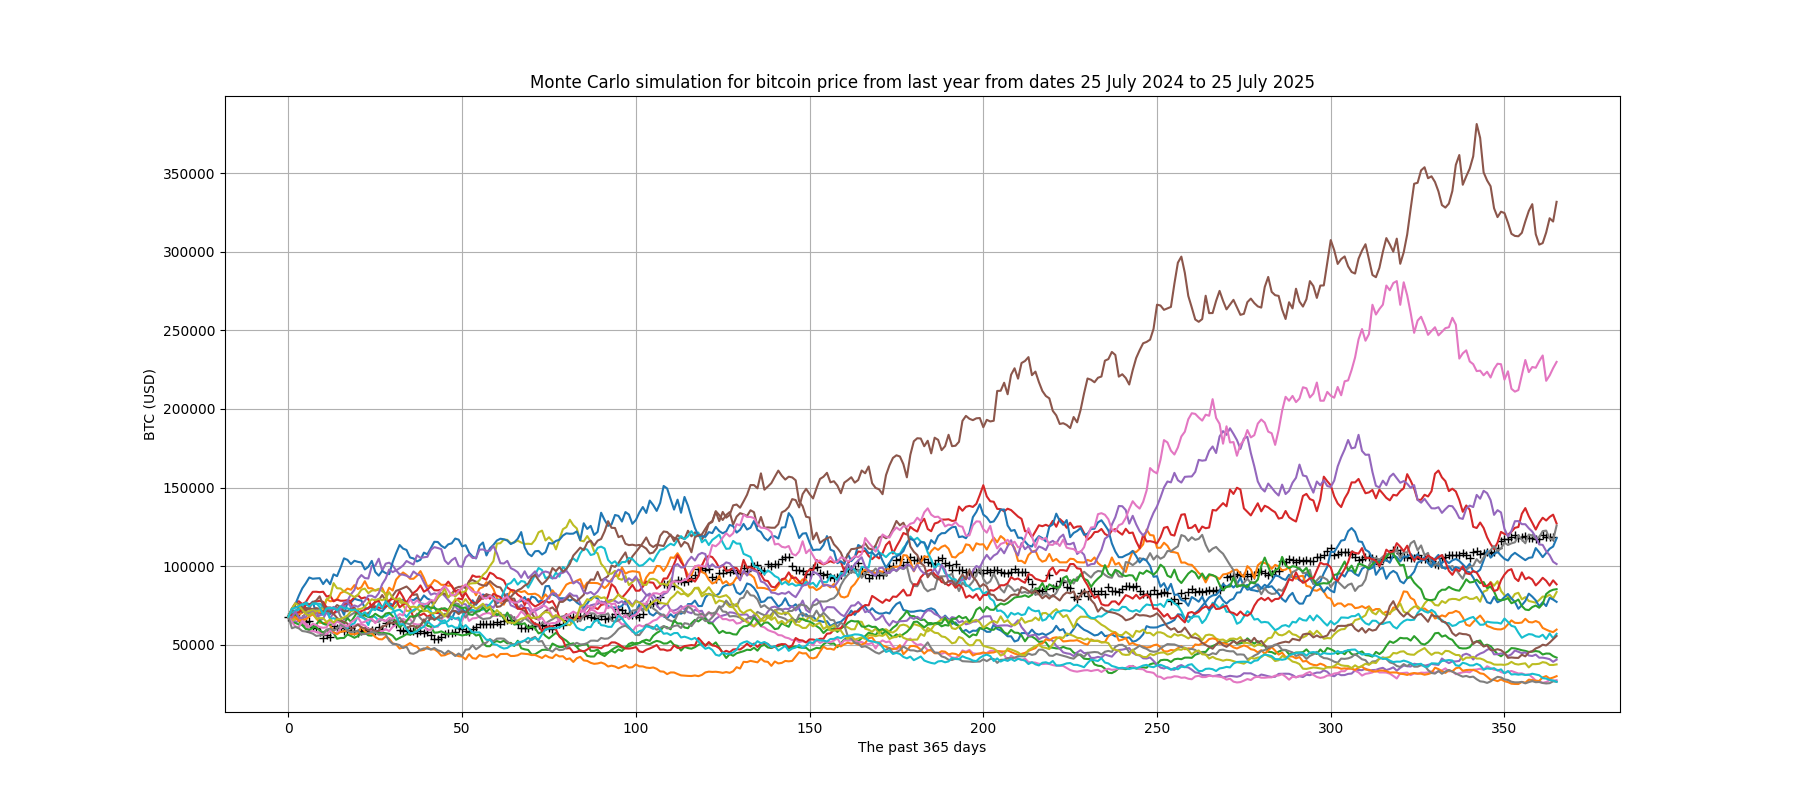 Monte Carlo simulation for bitcoin price from last year from dates 25 July 2024 to 25 July 2025
350000
300000
250000
200000
150000
100000
50000
BTC (USD)
0 50 100 150 200 250 300 350
The past 365 days